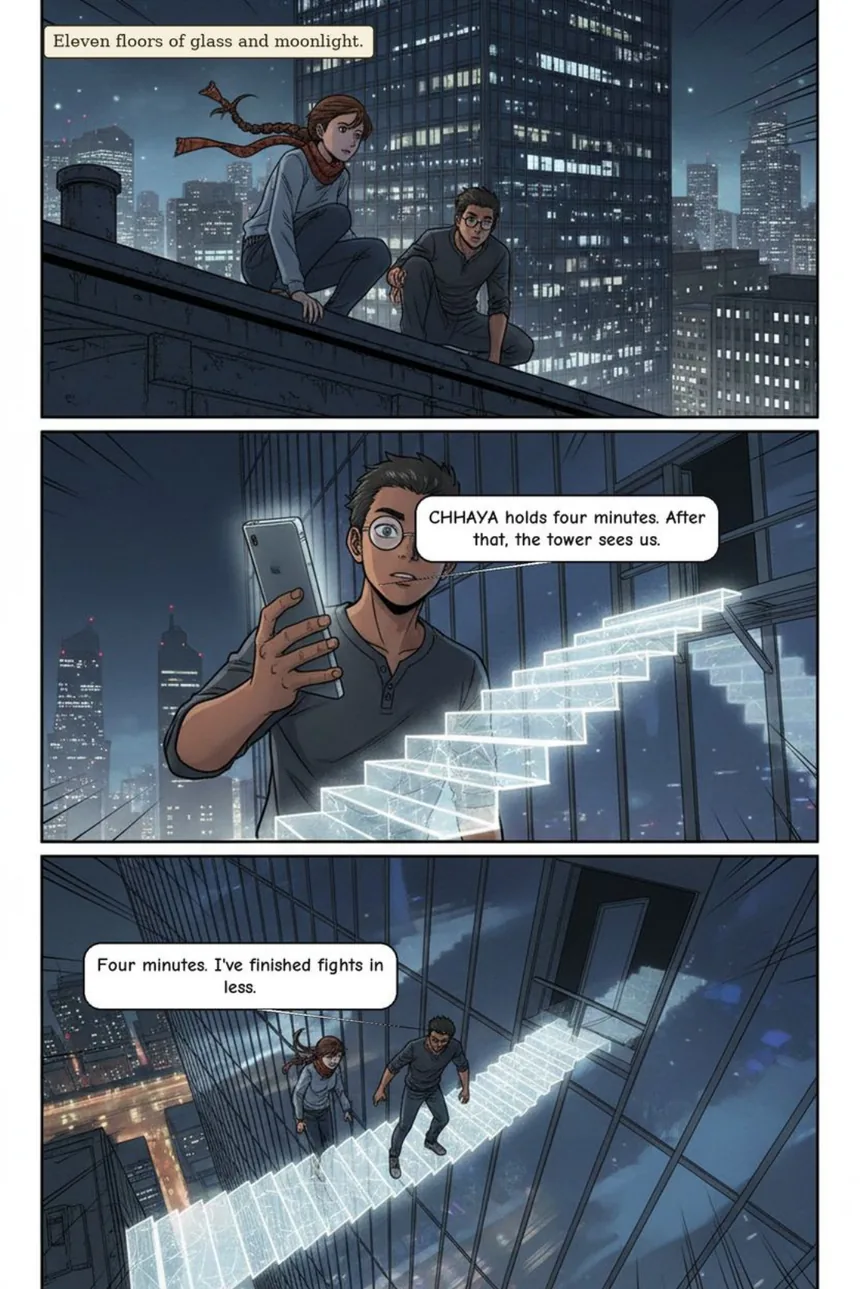 Eleven floors of glass and moonlight.
CHHAYA holds four minutes. After
that, the tower sees us.
Four minutes. I've finished fights in
less.